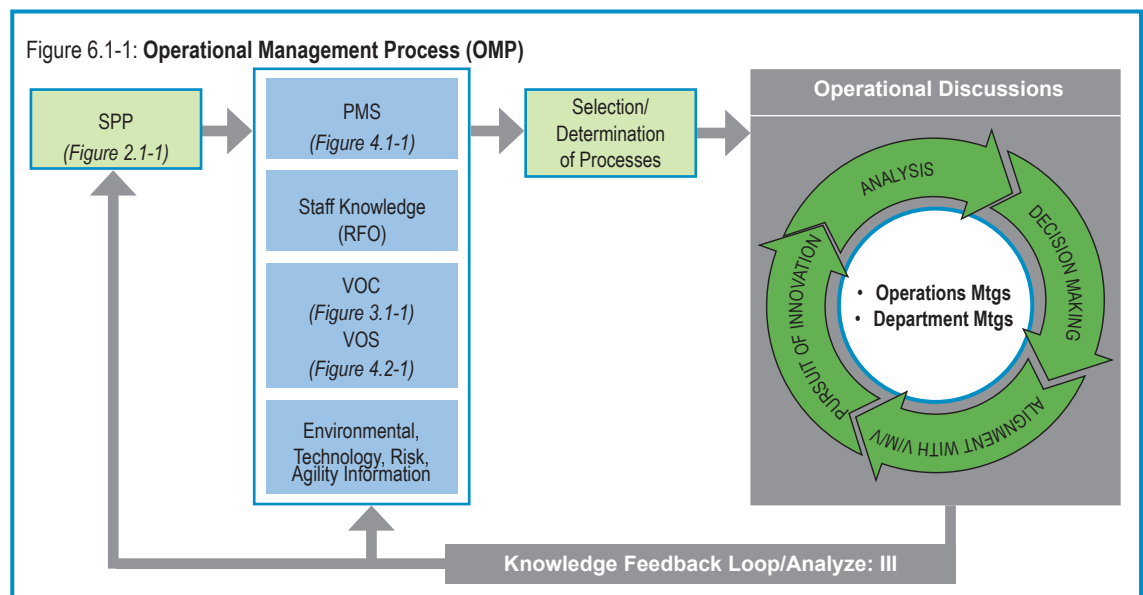 Figure 6.1-1: Operational Management Process (OMP)
SPP
(Figure 2.1-1)
PMS
(Figure 4.1-1)
Staff Knowledge
(RFO)
VOC
(Figure 3.1-1)
VOS
(Figure 4.2-1)
Environmental,
Technology, Risk,
Agility Information
Selection/
Determination
of Processes
Operational Discussions
ANALYSIS
DECISION MAKING
ALIGNMENT WITH V/M/V
PURSUIT OF INNOVATION
• Operations Mtgs
• Department Mtgs
Knowledge Feedback Loop/Analyze: III